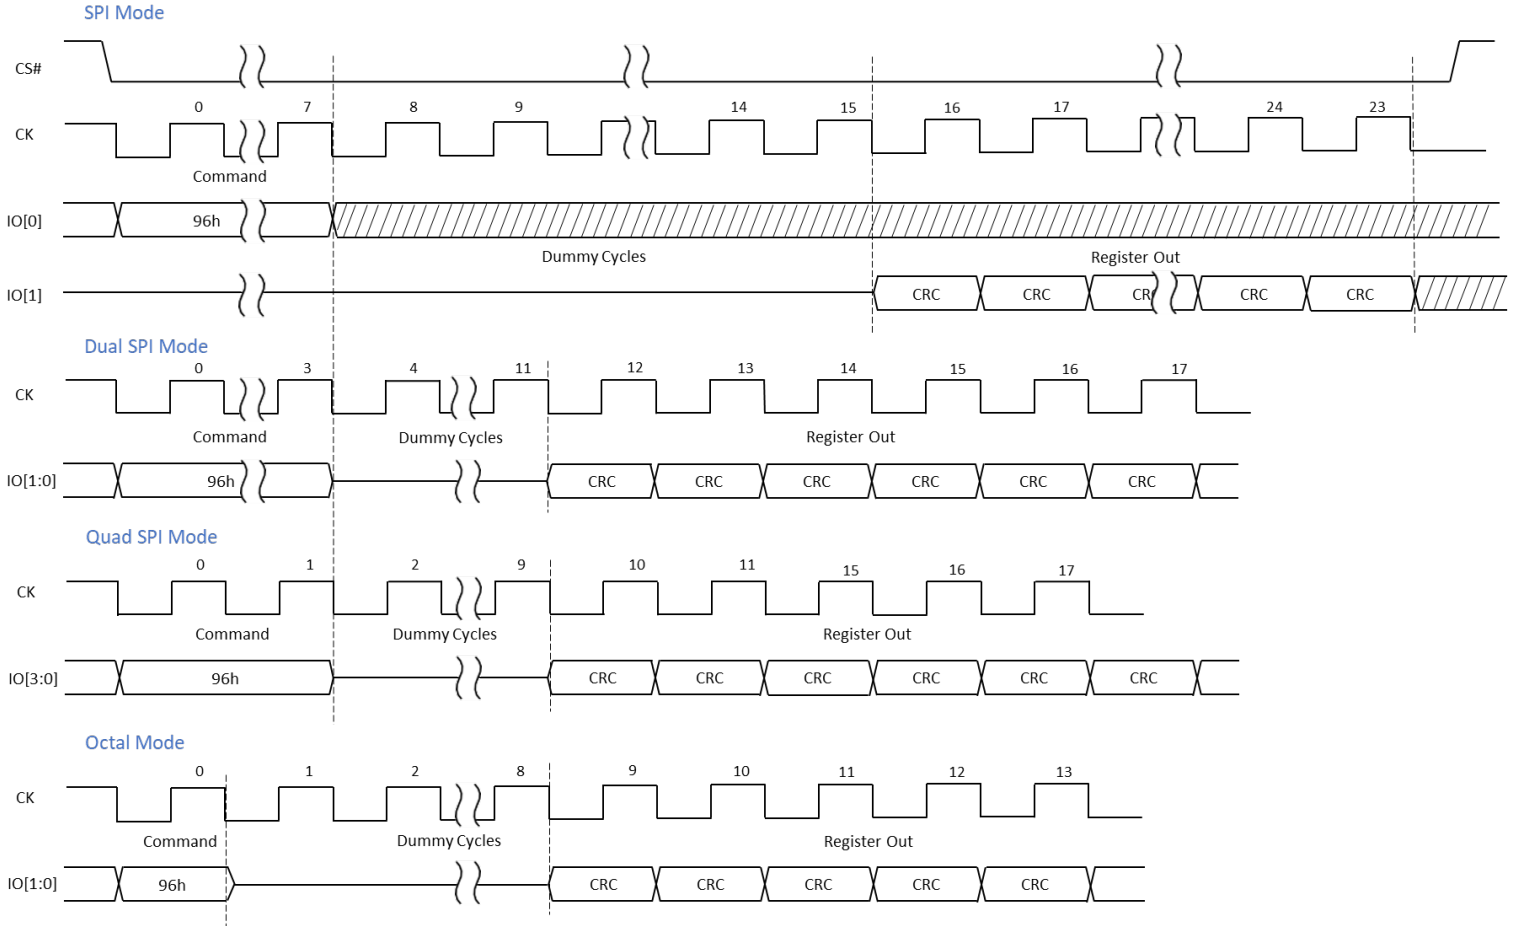 SPI Mode
CS#
0 7 8 9 14 15 16 17 24 23
CK
Command
IO[0] 96h
Dummy Cycles Register Out
IO[1] CRC CRC CRC CRC CRC
Dual SPI Mode
0 3 4 11 12 13 14 15 16 17
CK
Command Dummy Cycles Register Out
IO[1:0] 96h CRC CRC CRC CRC CRC CRC
Quad SPI Mode
0 1 2 9 10 11 15 16 17
CK
Command Dummy Cycles Register Out
IO[3:0] 96h CRC CRC CRC CRC CRC CRC
Octal Mode
0 1 2 8 9 10 11 12 13
CK
Command Dummy Cycles Register Out
IO[1:0] 96h CRC CRC CRC CRC CRC